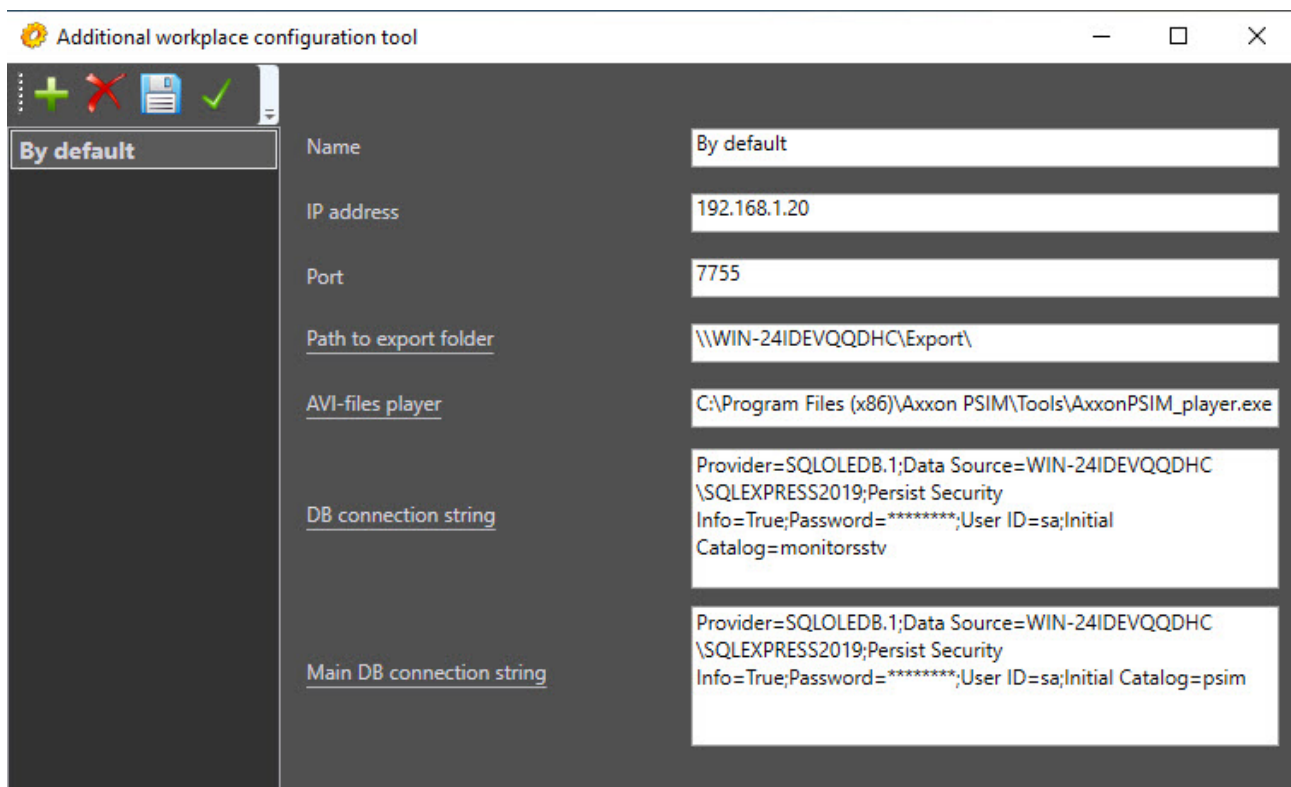 Additional workplace configuration tool
By default
Name
By default
IP address
192.168.1.20
Port
7755
Path to export folder
\\WIN-24IDEVQQDHC\Export\
AVI-files player
C:\Program Files (x86)\Axxon PSIM\Tools\AxxonPSIM_player.exe
DB connection string
Provider=SQLOLEDB.1;Data Source=WIN-24IDEVQQDHC
\SQLEXPRESS2019;Persist Security
Info=True;Password=********;User ID=sa;Initial
Catalog=monitorsstv
Main DB connection string
Provider=SQLOLEDB.1;Data Source=WIN-24IDEVQQDHC
\SQLEXPRESS2019;Persist Security
Info=True;Password=********;User ID=sa;Initial Catalog=psim